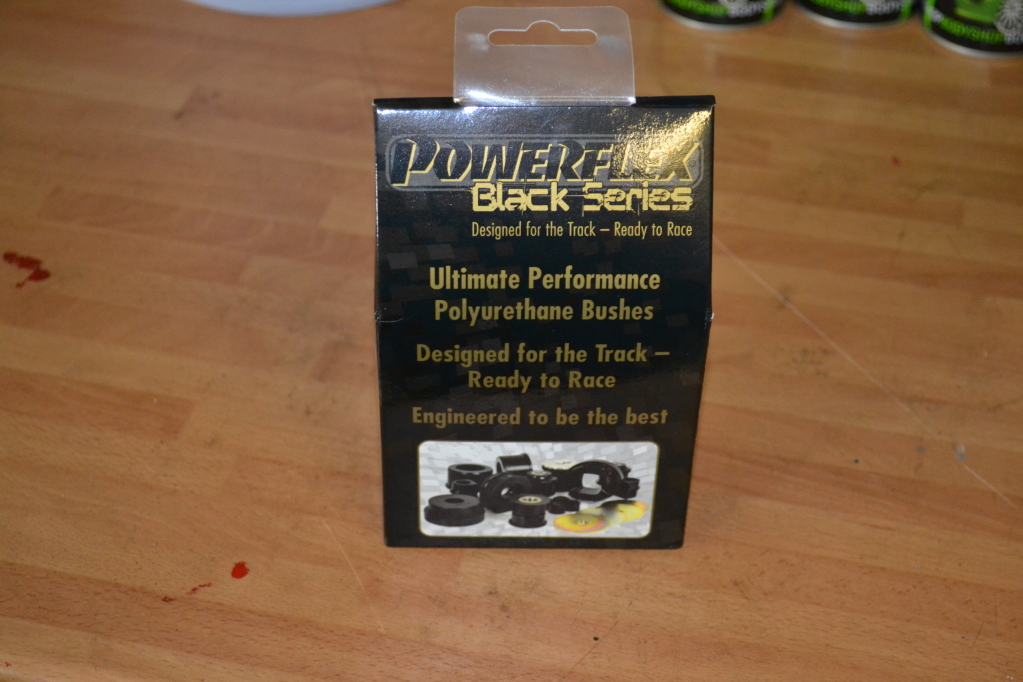 POWERFLEX
Black Series
Designed for the Track – Ready to Race
Ultimate Performance
Polyurethane Bushes
Designed for the Track –
Ready to Race
Engineered to be the best